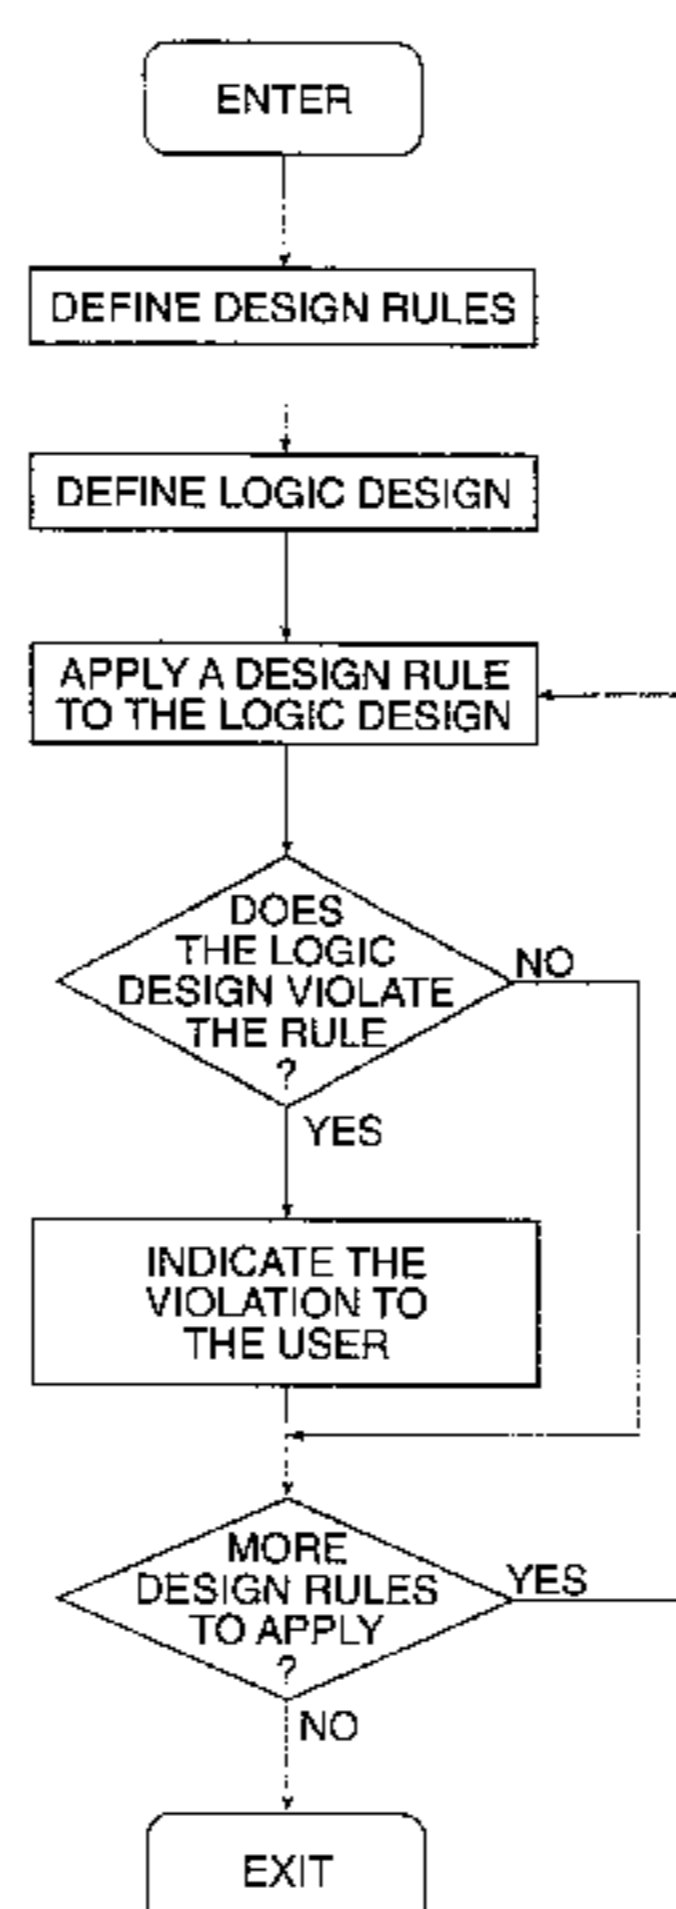 ENTER
DEFINE DESIGN RULES
DEFINE LOGIC DESIGN
APPLY A DESIGN RULE
TO THE LOGIC DESIGN
DOES
THE LOGIC
DESIGN VIOLATE
THE RULE
?
NO
YES
INDICATE THE
VIOLATION TO
THE USER
MORE
DESIGN RULES
TO APPLY
?
YES
NO
EXIT